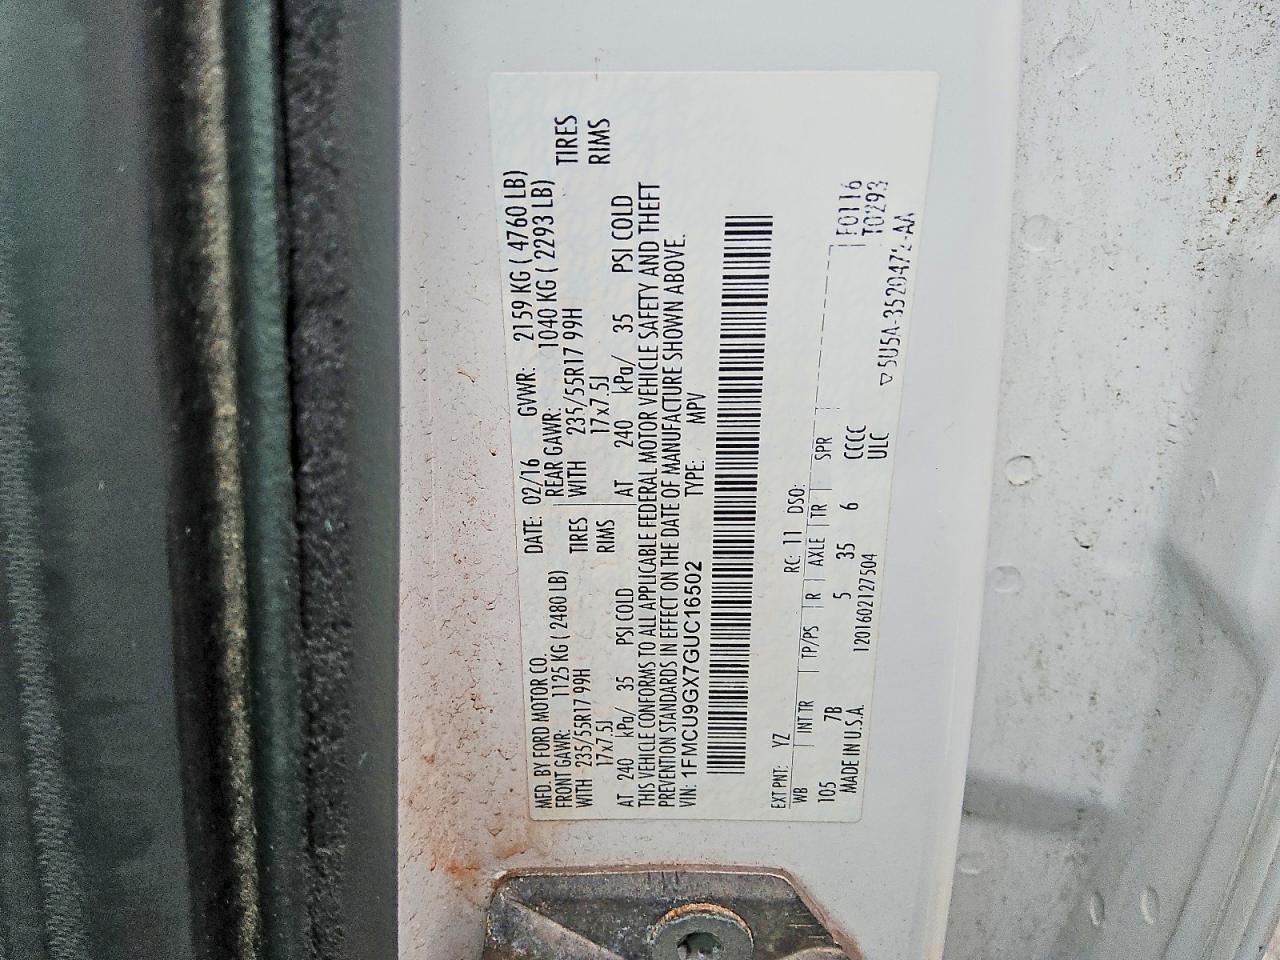 MFD. BY FORD MOTOR CO. DATE: 02/16 GVWR: 2159 KG ( 4760 LB)
FRONT GAWR: 1125 KG ( 2480 LB) REAR GAWR: 1040 KG ( 2293 LB)
WITH 235/55R17 99H TIRES WITH 235/55R17 99H TIRES
17x7.5J RIMS 17x7.5J RIMS
AT 240 kPa/ 35 PSI COLD AT 240 kPa/ 35 PSI COLD
THIS VEHICLE CONFORMS TO ALL APPLICABLE FEDERAL MOTOR VEHICLE SAFETY AND THEFT
PREVENTION STANDARDS IN EFFECT ON THE DATE OF MANUFACTURE SHOWN ABOVE.
VIN: 1FMCU9GX7GUC16502 TYPE: MPV
EXT PNT: YZ RC: 11 DSO:
WB INT TR TP/PS R AXLE TR SPR
105 7B 5 35 6 CCCC F0116
MADE IN U.S.A. 1201602127504 ULC T0293
▽5U5A-3520472-AA